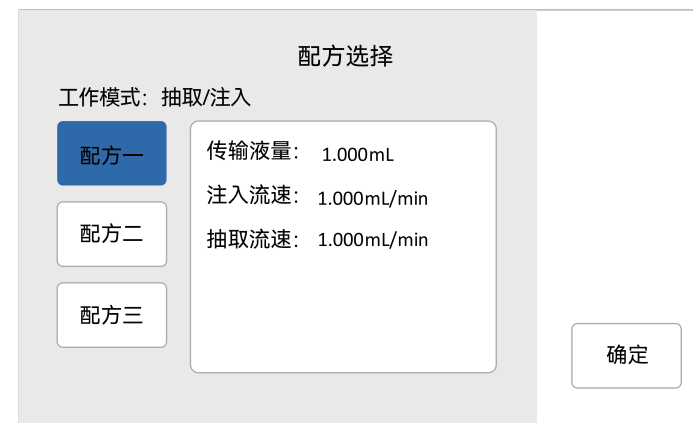 配方选择
工作模式：抽取/注入
配方一
传输液量： 1.000mL
注入流速： 1.000mL/min
配方二
抽取流速： 1.000mL/min
配方三
确定